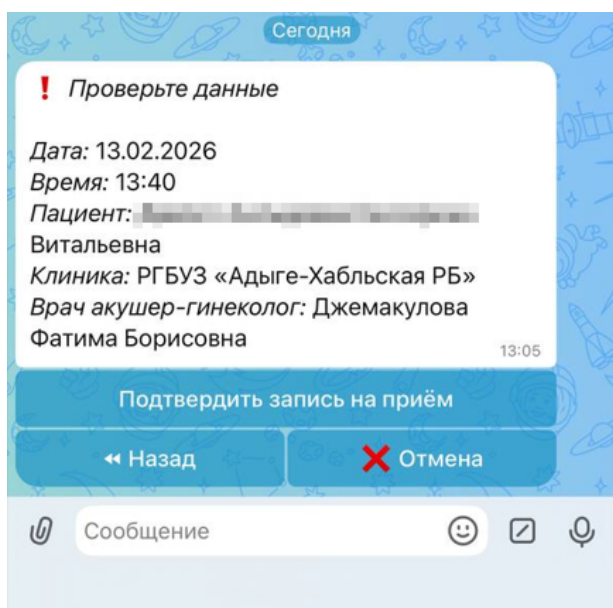 Сегодня
❗ Проверьте данные
Дата: 13.02.2026
Время: 13:40
Пациент:
Витальевна
Клиника: РГБУЗ «Адыге-Хабльская РБ»
Врач акушер-гинеколог: Джемакулова
Фатима Борисовна
13:05
Подтвердить запись на приём
Назад
Отмена
Сообщение